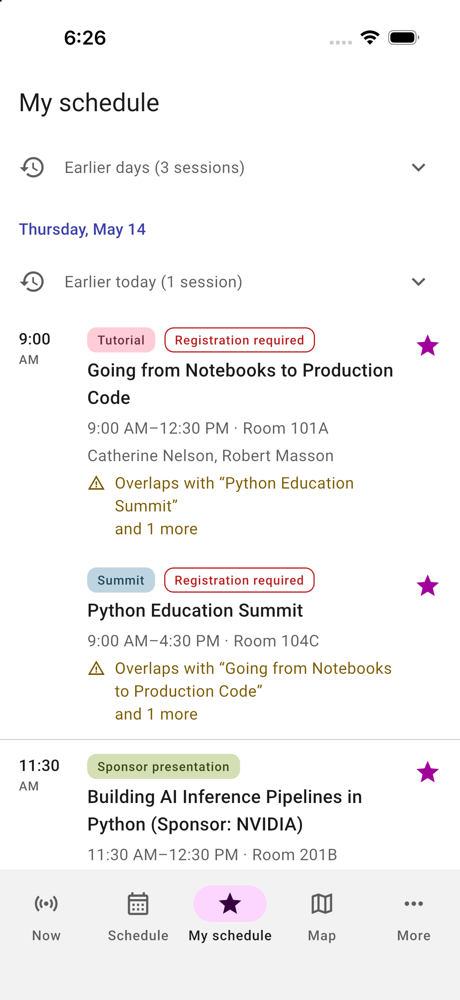 6:26
My schedule
Earlier days (3 sessions)
Thursday, May 14
Earlier today (1 session)
9:00
AM
Tutorial
Registration required
Going from Notebooks to Production
Code
9:00 AM–12:30 PM · Room 101A
Catherine Nelson, Robert Masson
Overlaps with “Python Education
Summit”
and 1 more
Summit
Registration required
Python Education Summit
9:00 AM–4:30 PM · Room 104C
Overlaps with “Going from Notebooks
to Production Code”
and 1 more
11:30
AM
Sponsor presentation
Building AI Inference Pipelines in
Python (Sponsor: NVIDIA)
11:30 AM–12:30 PM · Room 201B
Now
Schedule
My schedule
Map
More